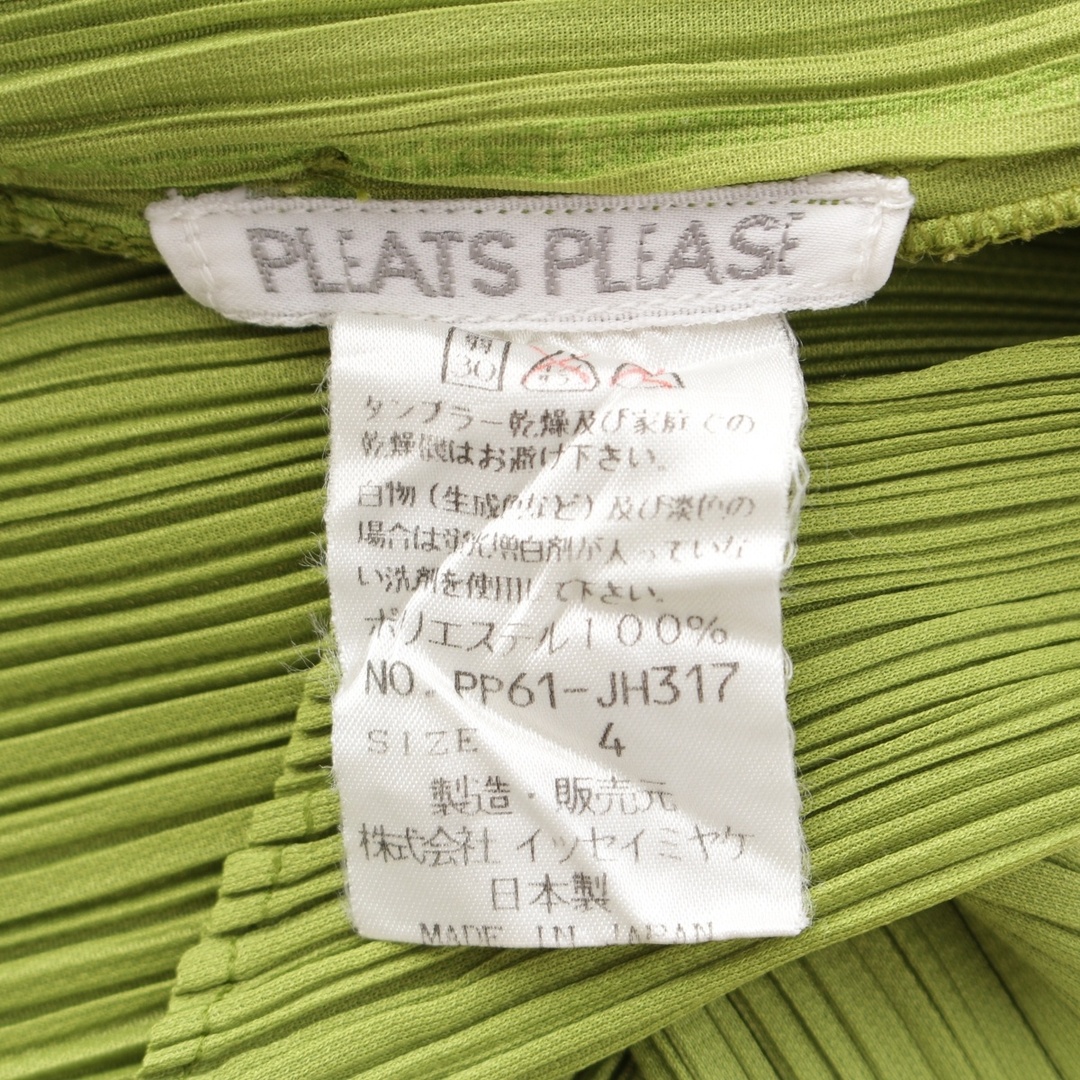 PLEATS PLEASE
弱
30
タンブラー乾燥及び家庭での
乾燥機はお避け下さい。
白物(生成色など)及び淡色の
場合は蛍光増白剤が入っていな
い洗剤を使用して下さい。
ポリエステル100%
NO. PP61-JH317
SIZE 4
製造・販売元
株式会社 イッセイミヤケ
日本製
MADE IN JAPAN